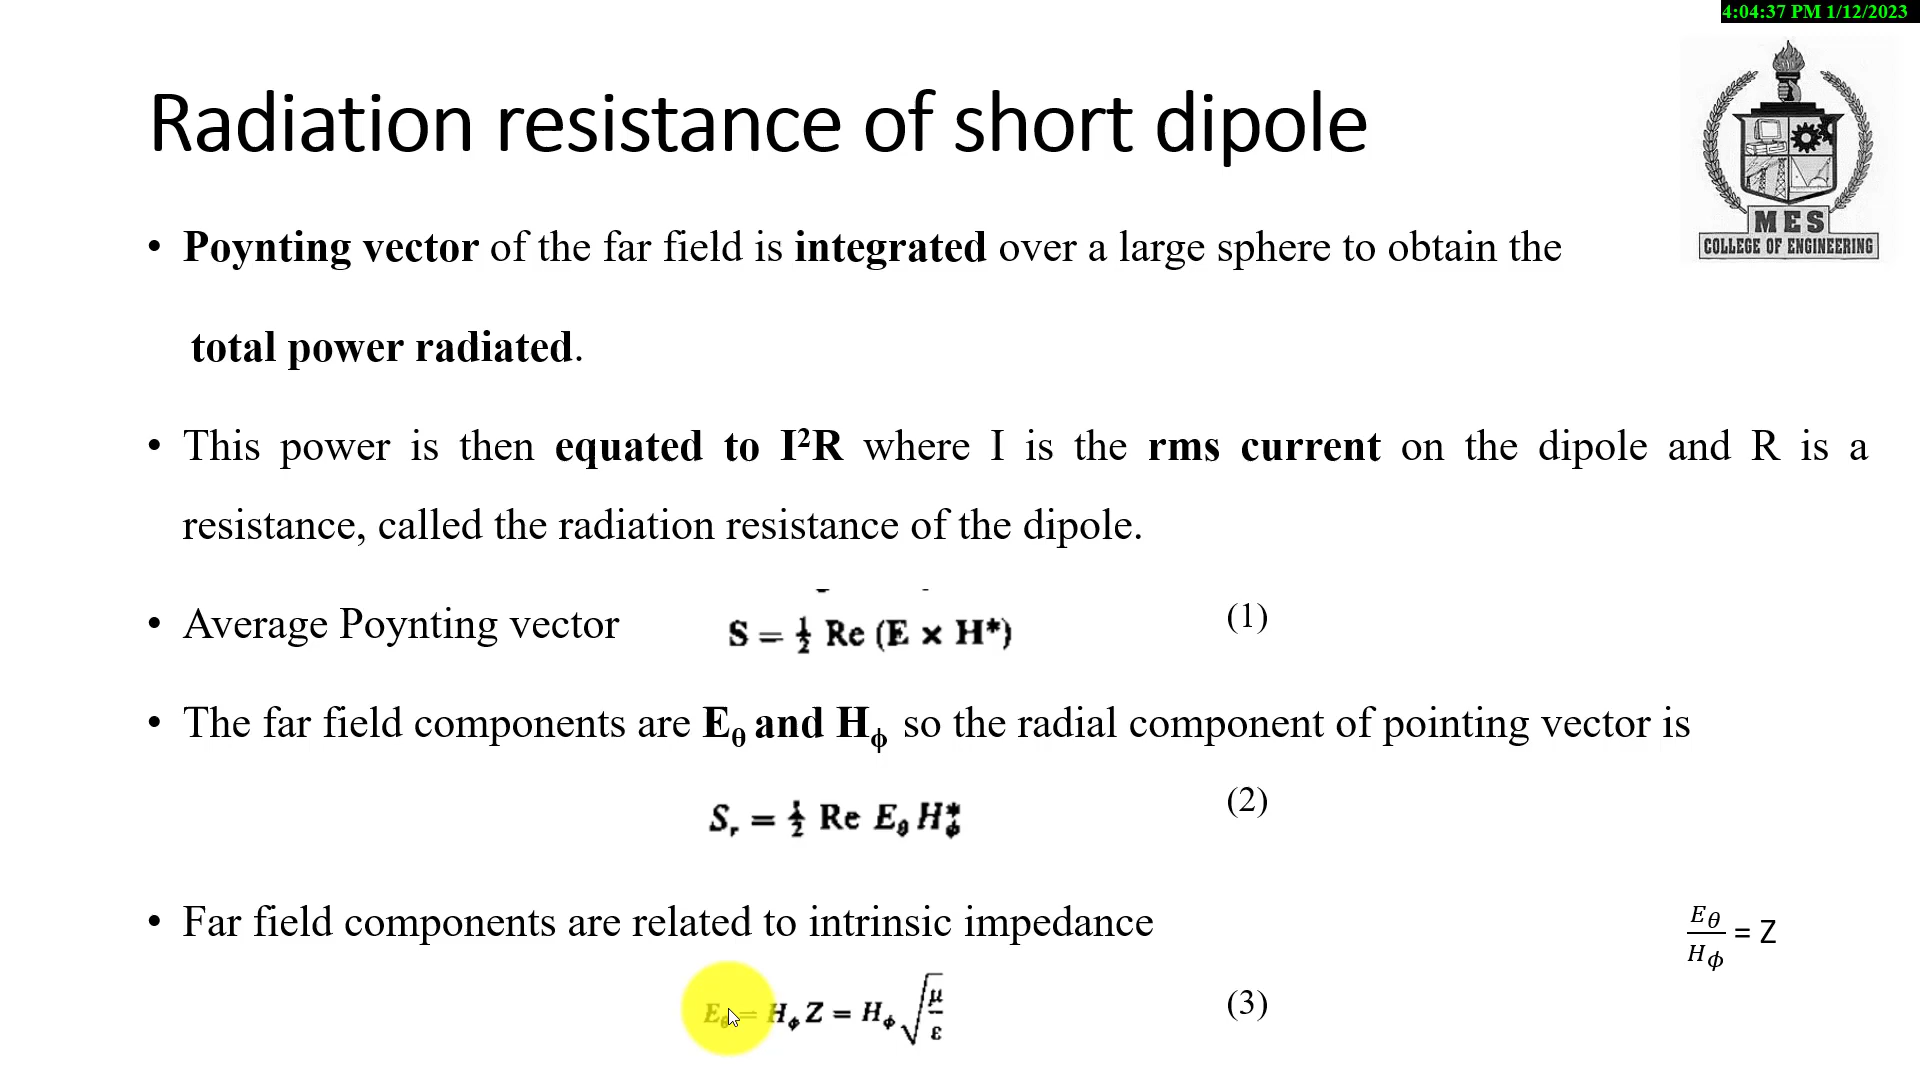 4:04:37 PM 1/12/2023
Radiation resistance of short dipole
MES
COLLEGE OF ENGINEERING
• Poynting vector of the far field is integrated over a large sphere to obtain the
total power radiated.
• This power is then equated to I²R where I is the rms current on the dipole and R is a
resistance, called the radiation resistance of the dipole.
• Average Poynting vector S = ½ Re (E × H*) (1)
• The far field components are Eθ and Hϕ so the radial component of pointing vector is
Sr = ½ Re Eθ Hϕ* (2)
• Far field components are related to intrinsic impedance
Eθ/Hϕ = Z
Eθ = Hϕ Z = Hϕ √(μ/ε) (3)